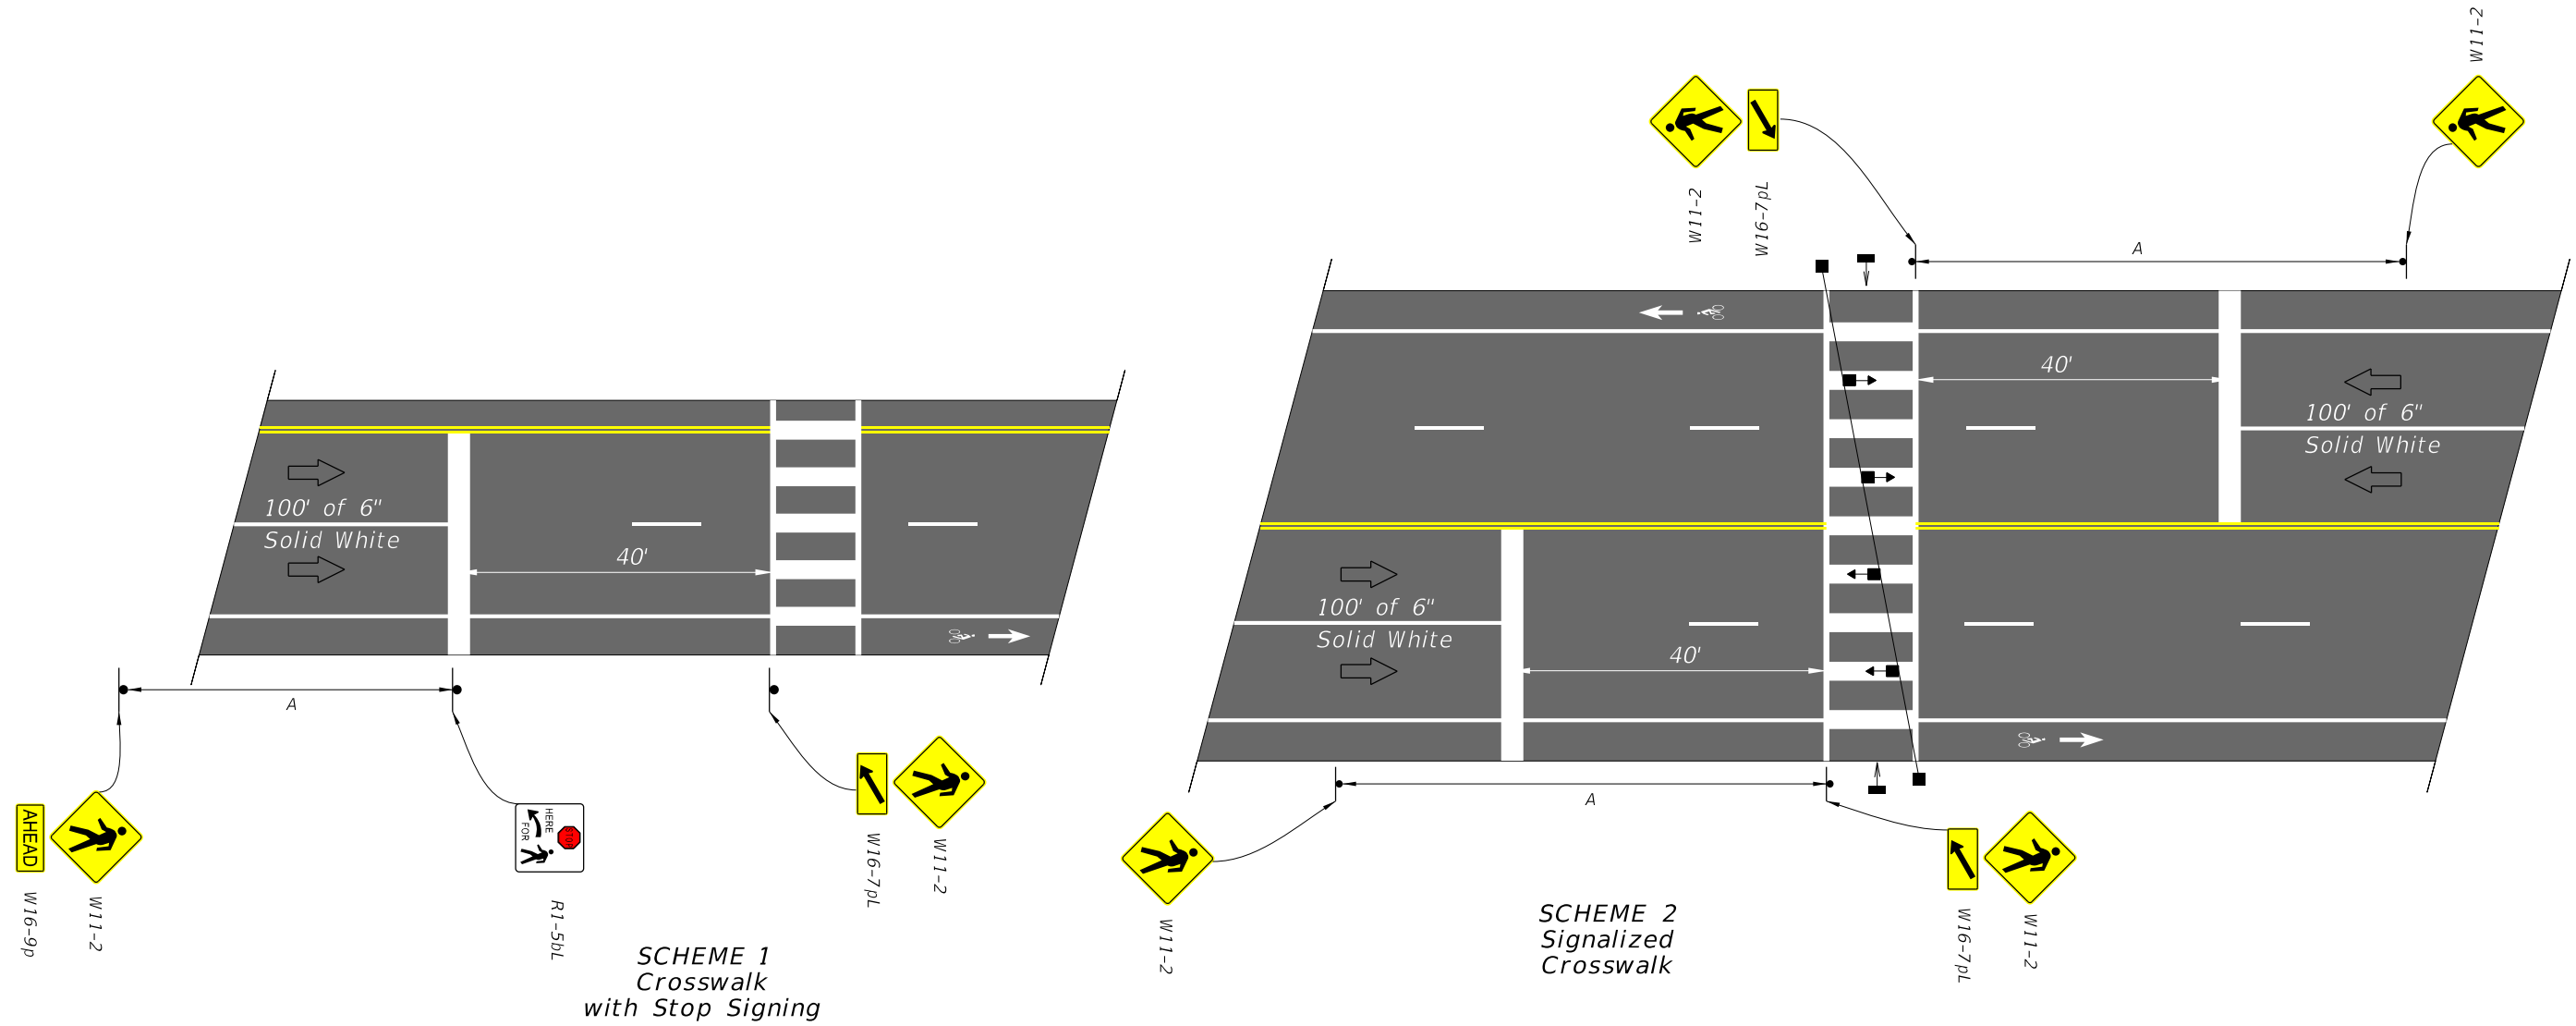 100' of 6"
Solid White
40'
A
AHEAD
W16-9p
W11-2
HERE
STOP
FOR
R1-5bL
W16-7pL
W11-2
SCHEME 1
Crosswalk
with Stop Signing
W11-2
W16-7pL
A
W11-2
40'
100' of 6"
Solid White
100' of 6"
Solid White
40'
A
W11-2
W16-7pL
W11-2
SCHEME 2
Signalized
Crosswalk